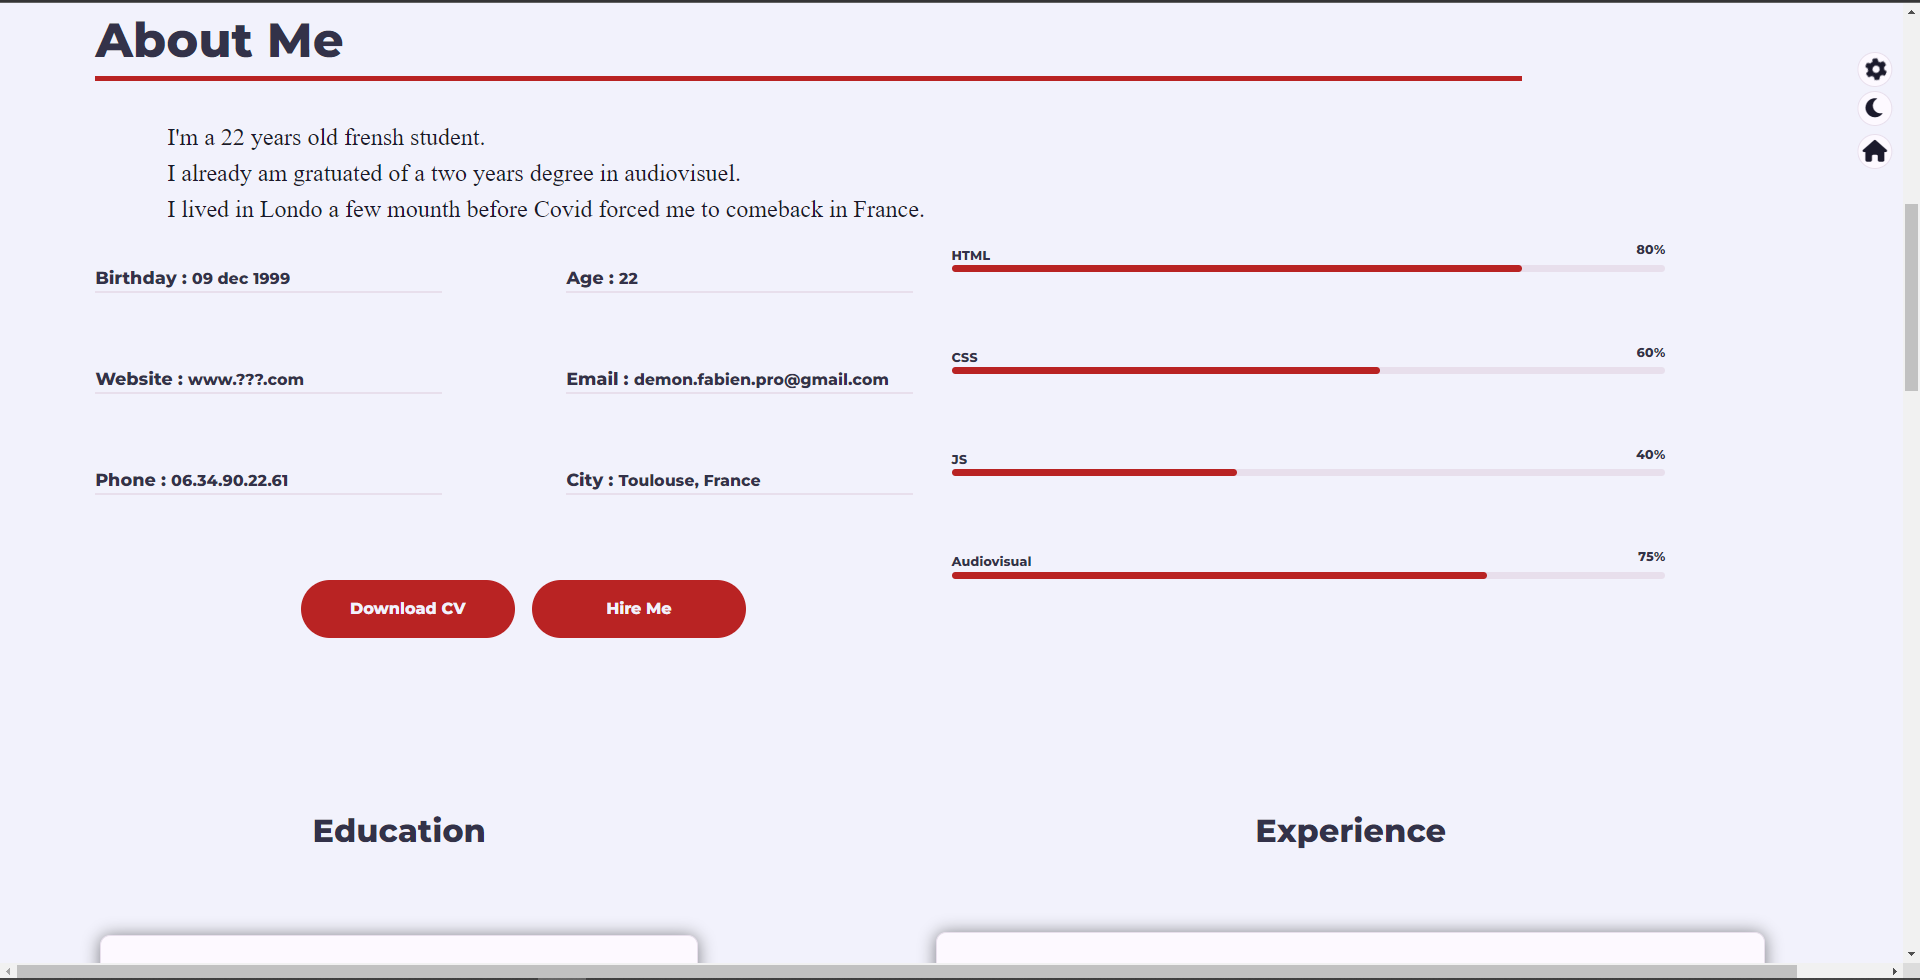 About Me
I'm a 22 years old frensh student.
I already am gratuated of a two years degree in audiovisuel.
I lived in Londo a few mounth before Covid forced me to comeback in France.
Birthday : 09 dec 1999
Age : 22
Website : www.???.com
Email : demon.fabien.pro@gmail.com
Phone : 06.34.90.22.61
City : Toulouse, France
Download CV
Hire Me
HTML
80%
CSS
60%
JS
40%
Audiovisual
75%
Education
Experience